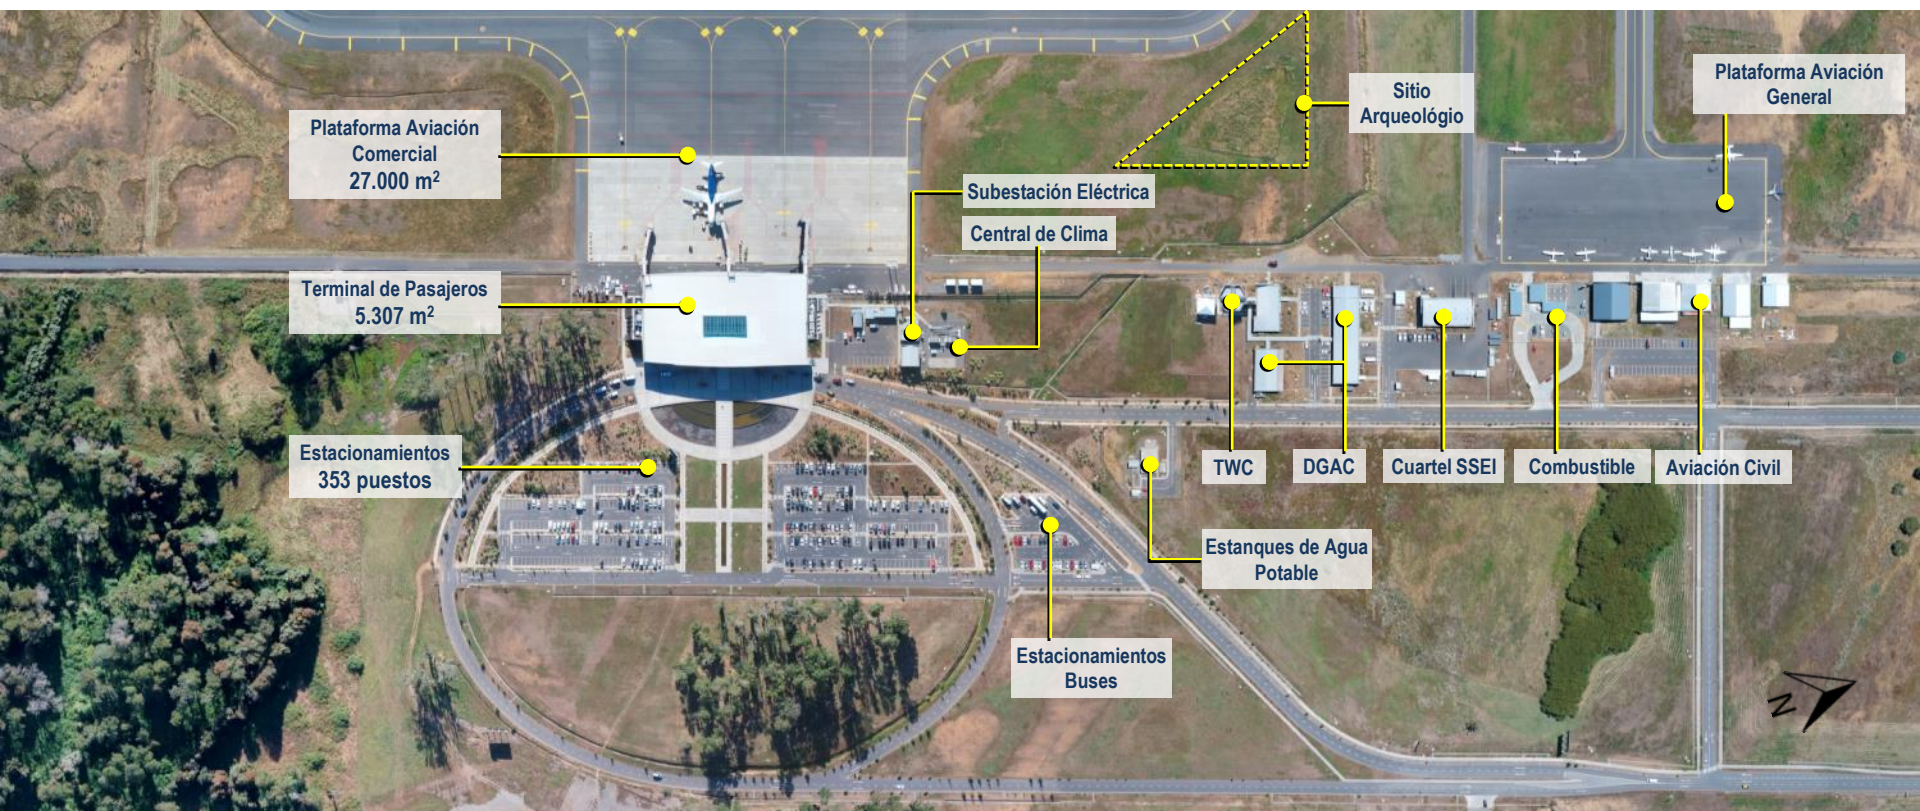 Plataforma Aviación
Comercial
27.000 m²
Sitio
Arqueológio
Plataforma Aviación
General
Subestación Eléctrica
Central de Clima
Terminal de Pasajeros
5.307 m²
Estacionamientos
353 puestos
TWC
DGAC
Cuartel SSEI
Combustible
Aviación Civil
Estanques de Agua
Potable
Estacionamientos
Buses
N